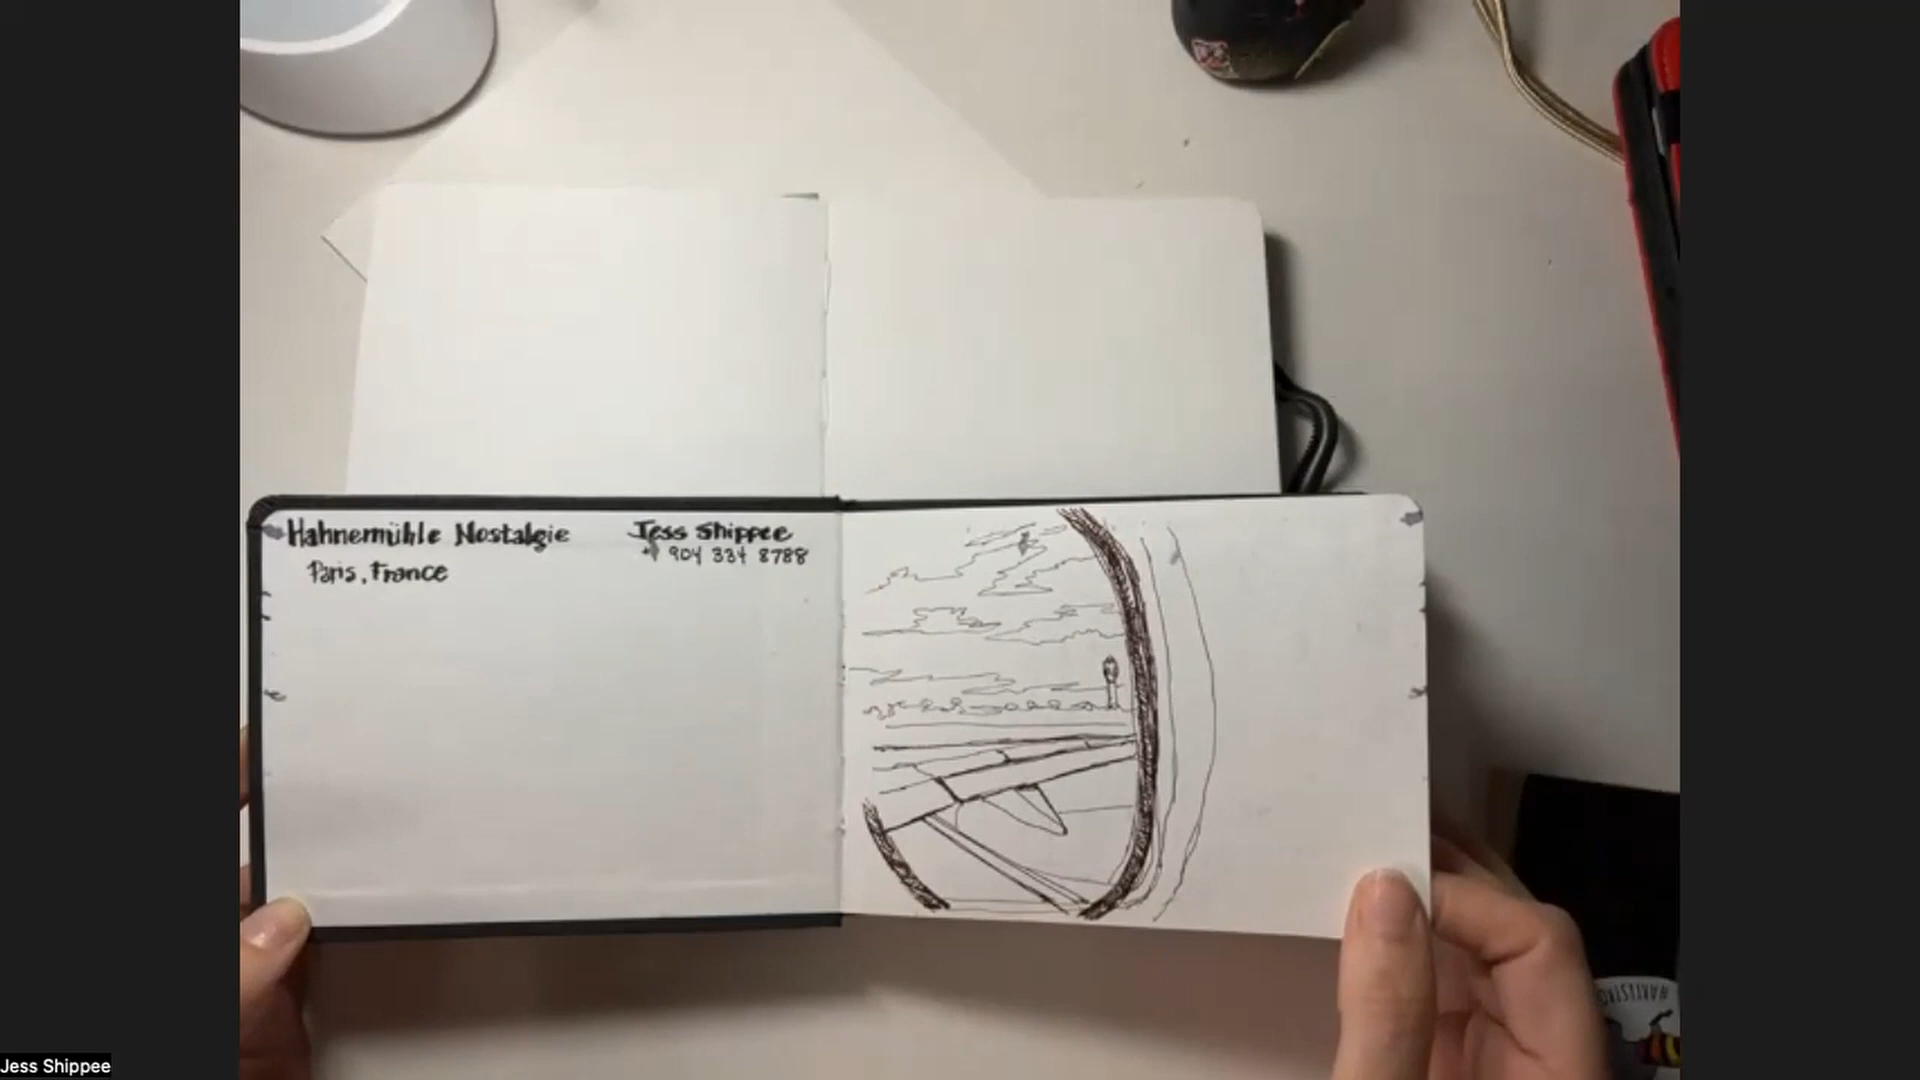 Hahnemühle Nostalgie
Paris, France
Jess Shippee
+1 904 334 8788
Jess Shippee